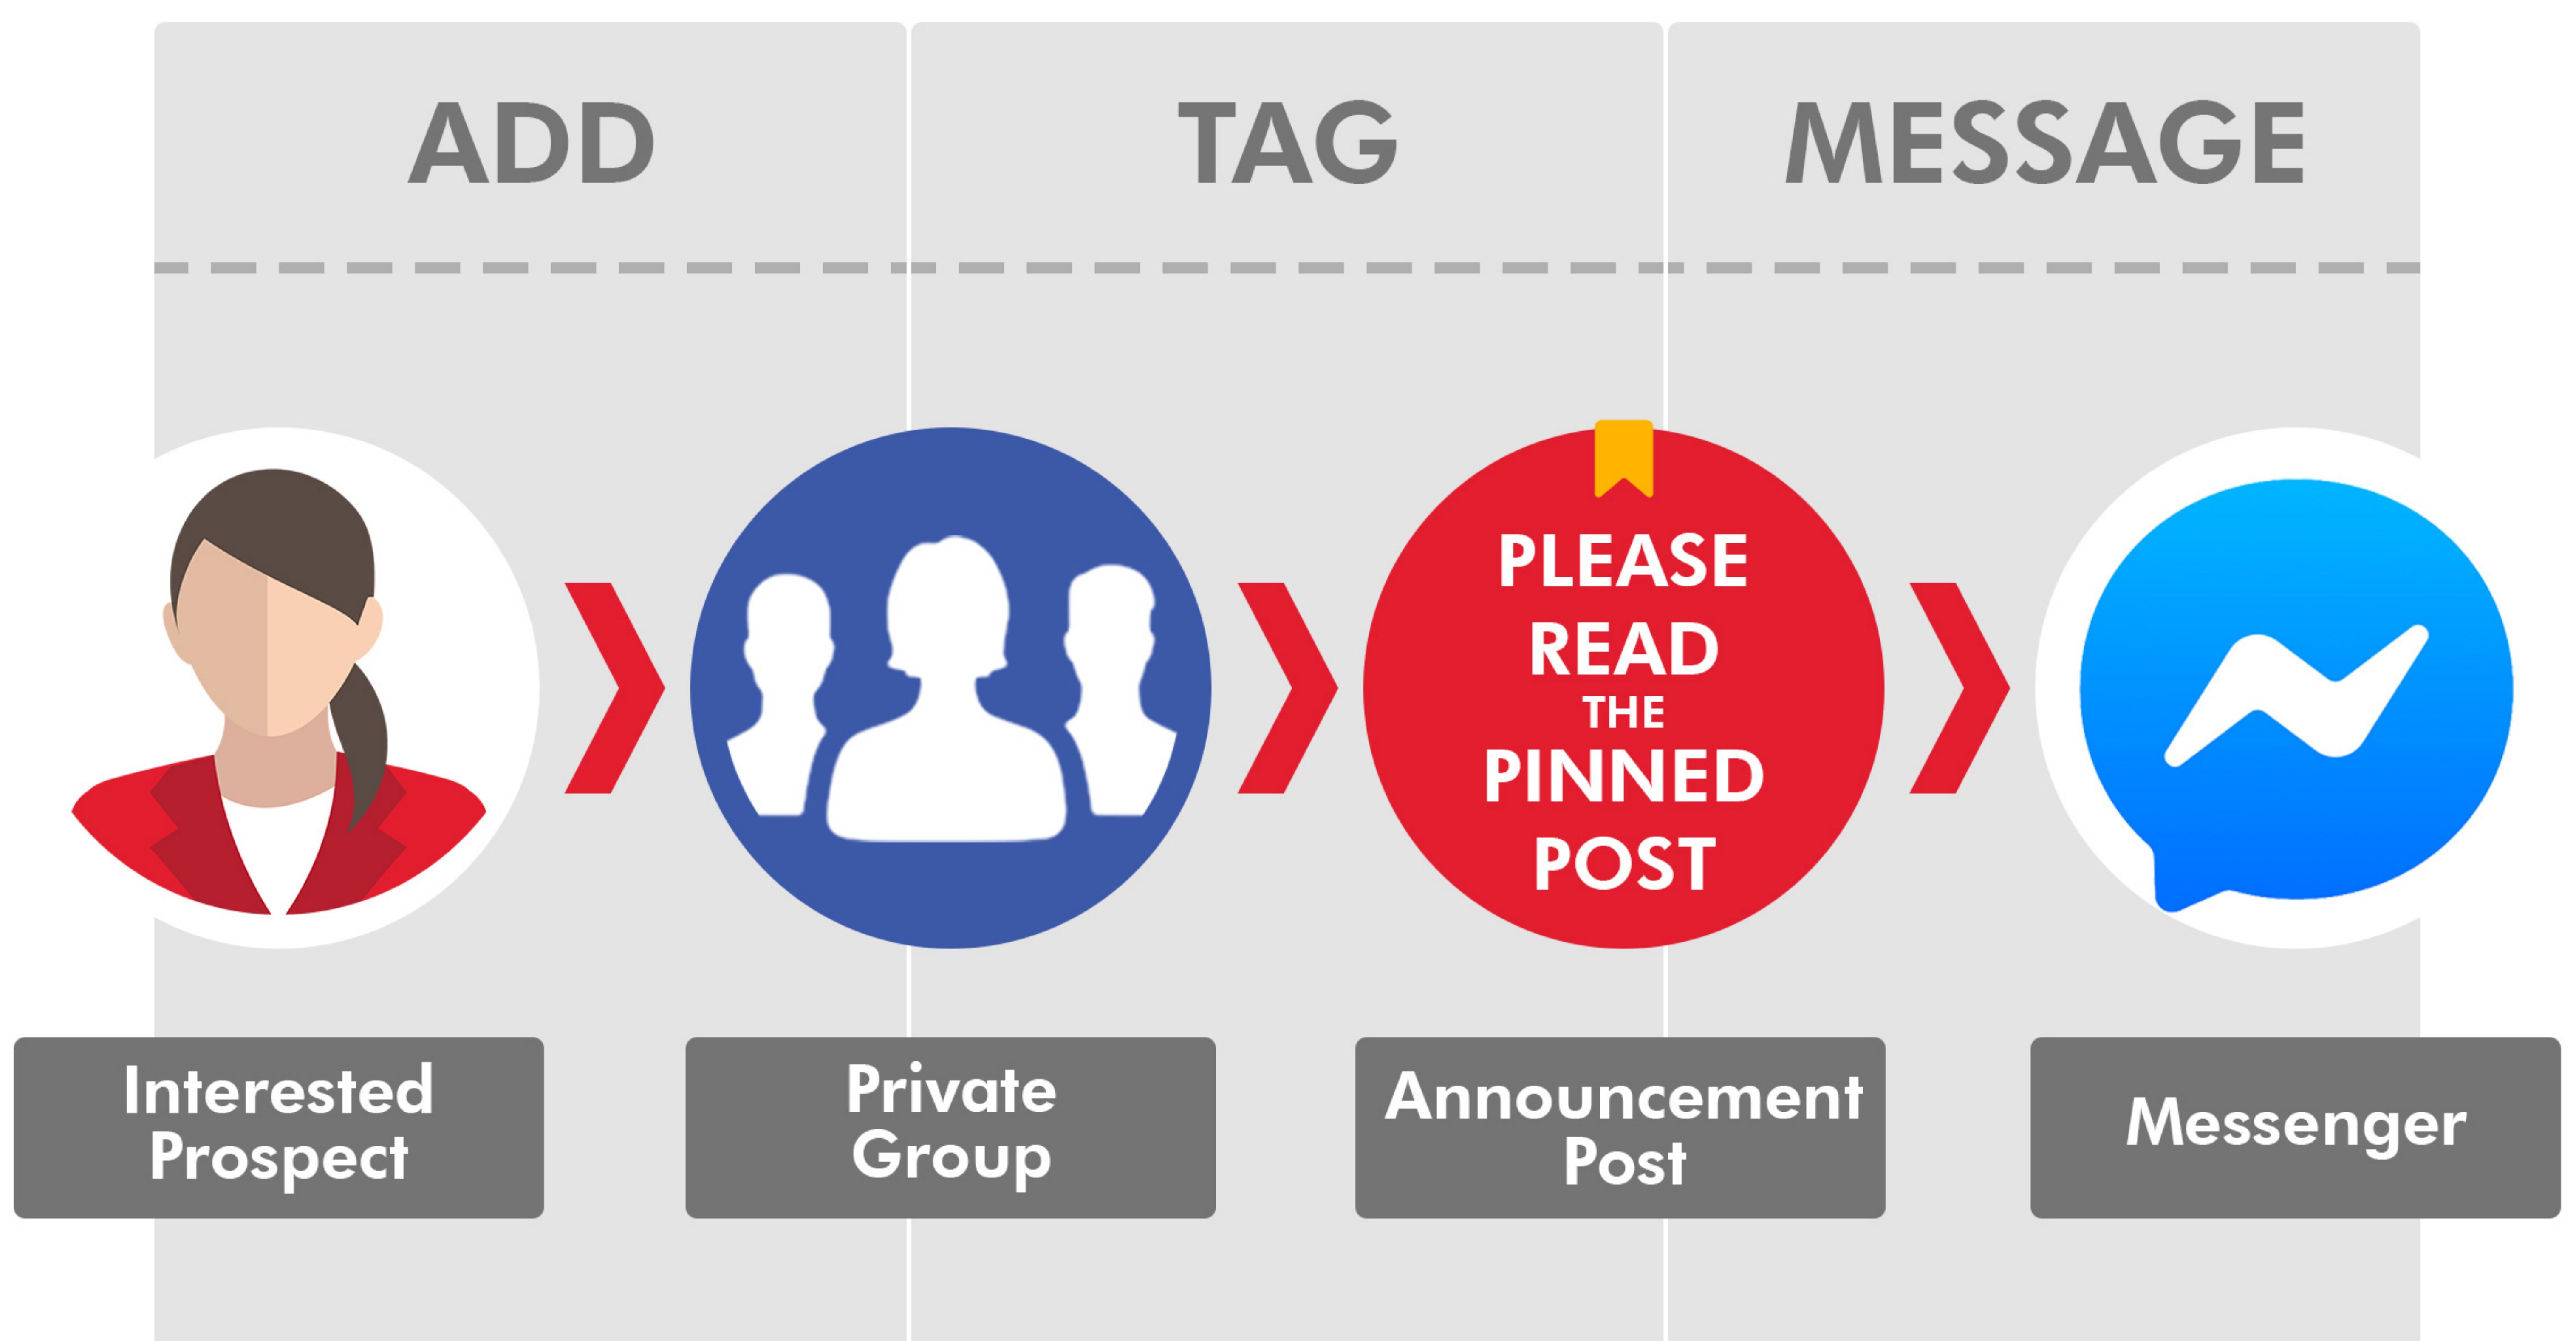 ADD
TAG
MESSAGE
PLEASE
READ
THE
PINNED
POST
Interested
Prospect
Private
Group
Announcement
Post
Messenger